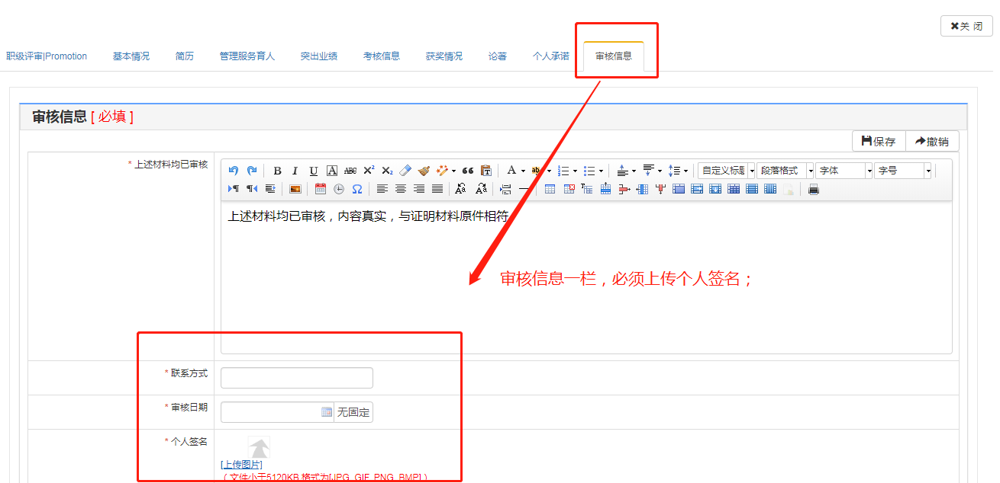 ✖关 闭
职级评审|Promotion 基本情况 简历 管理服务育人 突出业绩 考核信息 获奖情况 论著 个人承诺 审核信息
审核信息 [ 必填 ]
保存 撤销
* 上述材料均已审核
自定义标题 段落格式 字体 字号
上述材料均已审核，内容真实，与证明材料原件相符
审核信息一栏，必须上传个人签名；
* 联系方式
* 审核日期 无固定
* 个人签名
[上传图片]
( 文件小于5120KB,格式为[JPG, GIF, PNG, BMP] )